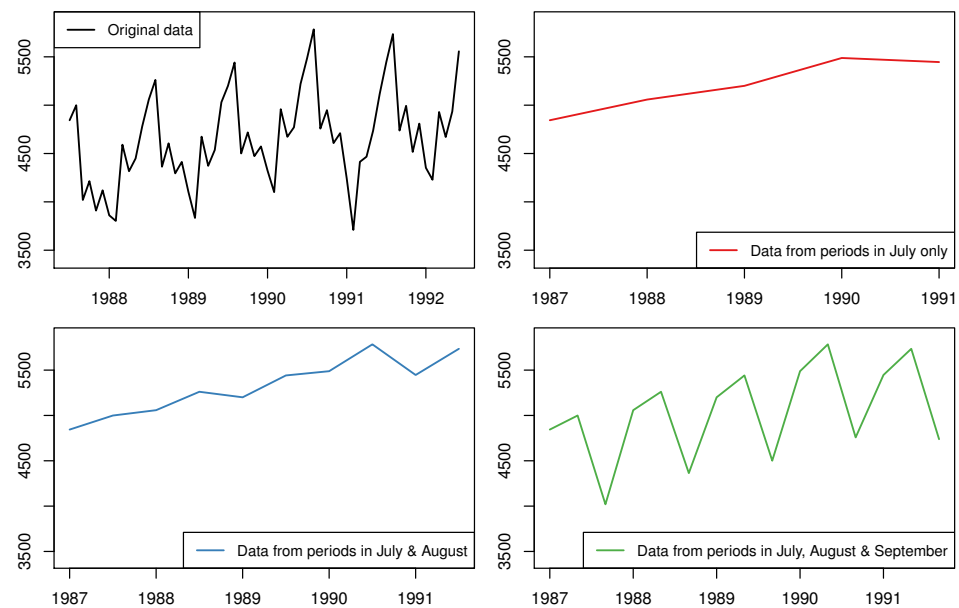 Original data
5500
4500
3500
1988 1989 1990 1991 1992
5500
4500
3500
Data from periods in July only
1987 1988 1989 1990 1991
5500
4500
3500
Data from periods in July & August
1987 1988 1989 1990 1991
5500
4500
3500
Data from periods in July, August & September
1987 1988 1989 1990 1991